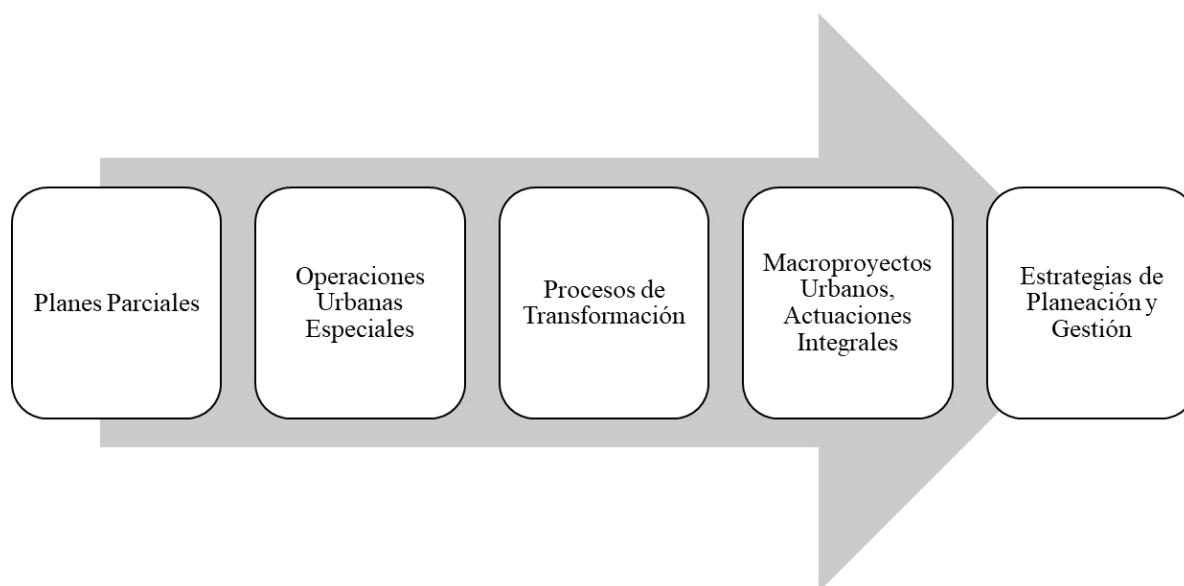 Planes Parciales
Operaciones
Urbanas
Especiales
Procesos de
Transformación
Macroproyectos
Urbanos,
Actuaciones
Integrales
Estrategias de
Planeación y
Gestión